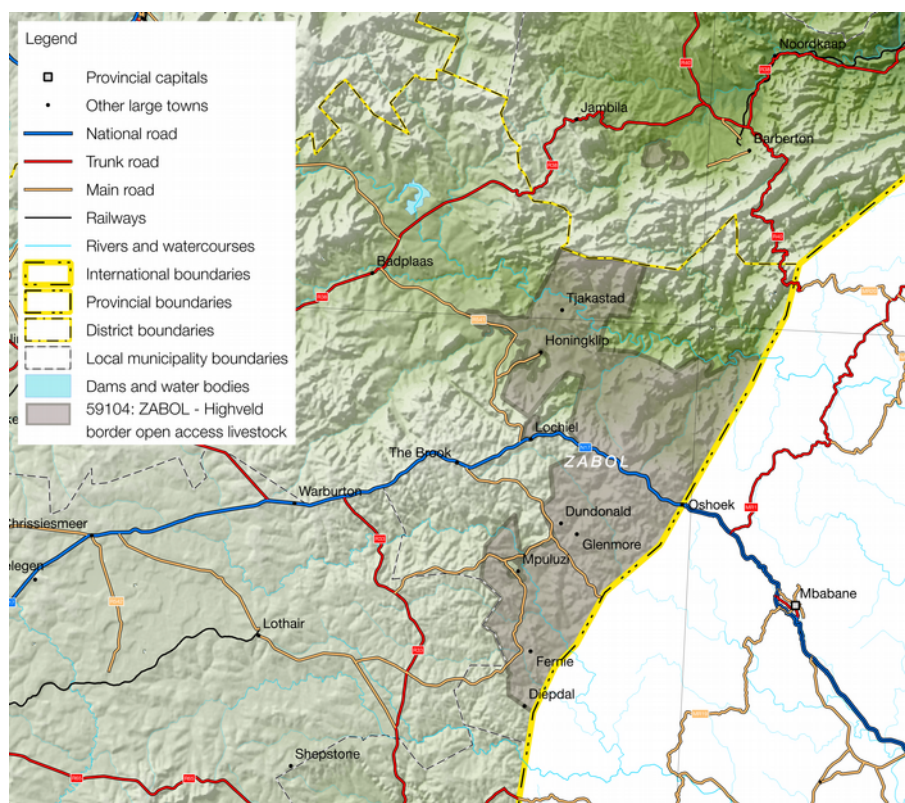 Legend
Provincial capitals
Other large towns
National road
Trunk road
Main road
Railways
Rivers and watercourses
International boundaries
Provincial boundaries
District boundaries
Local municipality boundaries
Dams and water bodies
59104: ZABOL - Highveld
border open access livestock
Noordkaap
Jambila
Barberton
Badplaas
Tjakastad
Honingklip
Lochiel
The Brook
ZABOL
Warburton
Oshoek
Chrissiesmeer
Dundonald
Glenmore
Mpuluzi
Mbabane
Lothair
Fernie
Diepdal
Shepstone